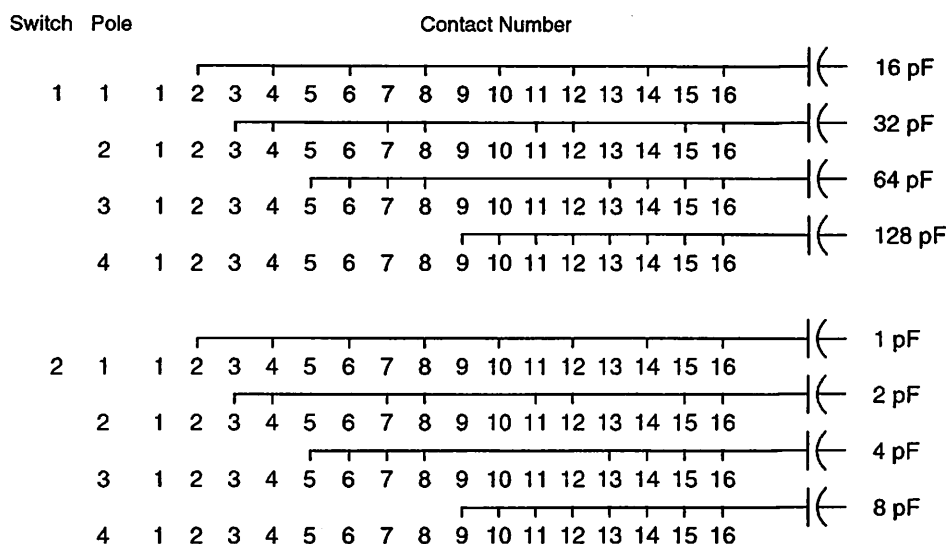 Switch Pole Contact Number
16 pF
1 1 1 2 3 4 5 6 7 8 9 10 11 12 13 14 15 16
32 pF
2 1 2 3 4 5 6 7 8 9 10 11 12 13 14 15 16
64 pF
3 1 2 3 4 5 6 7 8 9 10 11 12 13 14 15 16
128 pF
4 1 2 3 4 5 6 7 8 9 10 11 12 13 14 15 16
1 pF
2 1 1 2 3 4 5 6 7 8 9 10 11 12 13 14 15 16
2 pF
2 1 2 3 4 5 6 7 8 9 10 11 12 13 14 15 16
4 pF
3 1 2 3 4 5 6 7 8 9 10 11 12 13 14 15 16
8 pF
4 1 2 3 4 5 6 7 8 9 10 11 12 13 14 15 16